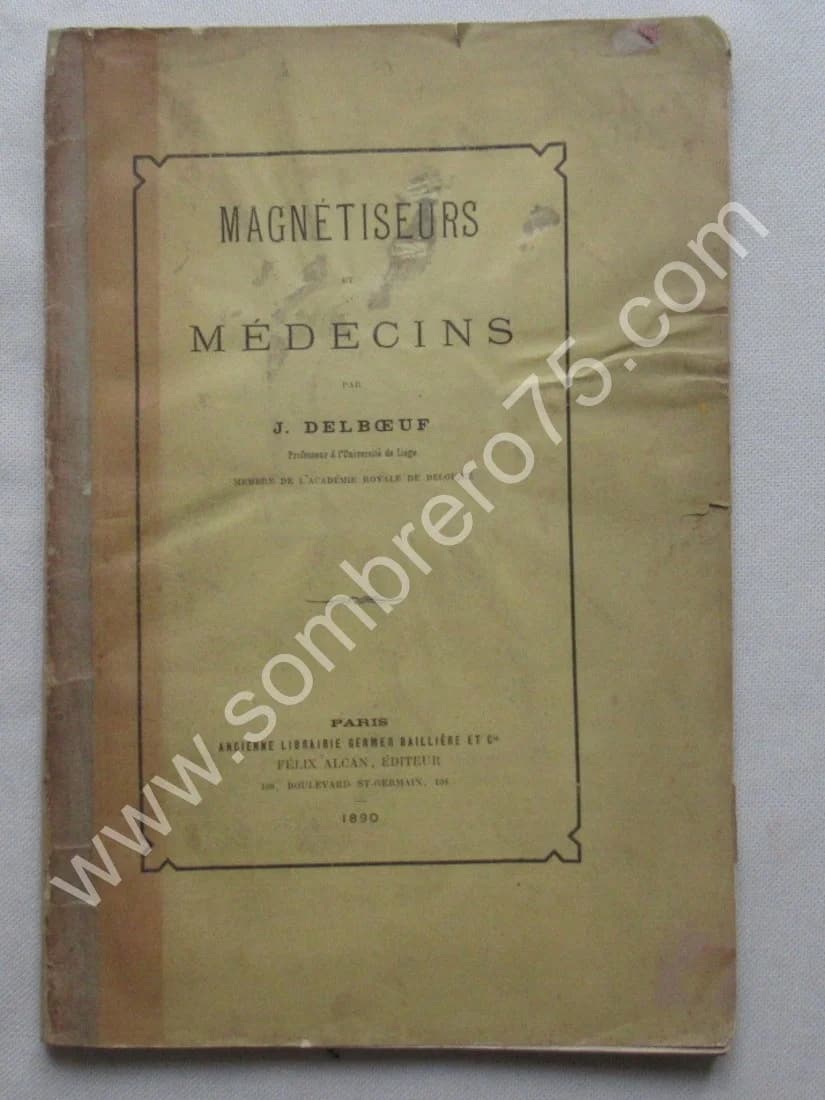 MAGNÉTISEURS
ET
MÉDECINS
PAR
J. DELBŒUF
Professeur à l'Université de Liège
MEMBRE DE L'ACADÉMIE ROYALE DE BELGIQUE
PARIS
ANCIENNE LIBRAIRIE GERMER BAILLIÈRE ET Cie
FÉLIX ALCAN, ÉDITEUR
108, BOULEVARD ST-GERMAIN, 108
1890
www.sombrero75.com